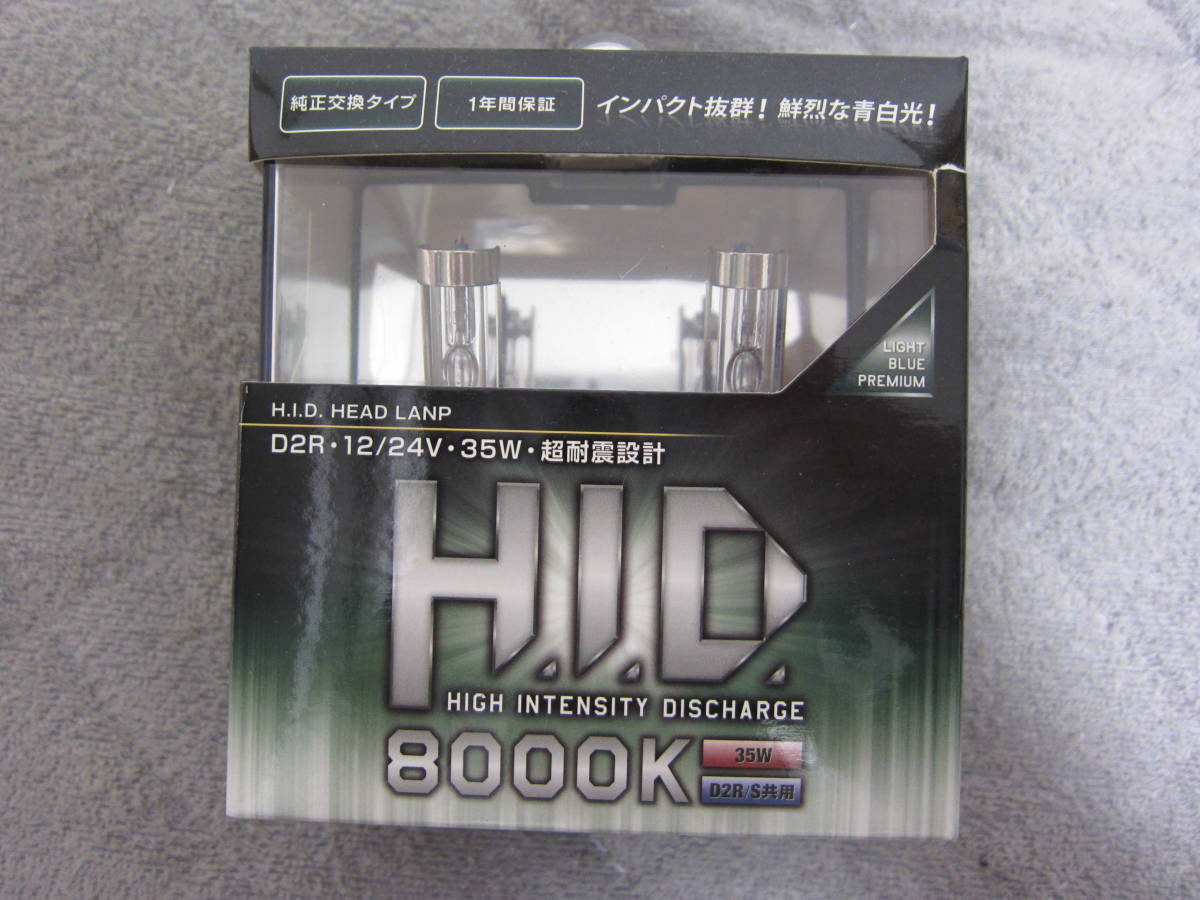 純正交換タイプ
1年間保証
インパクト抜群！鮮烈な青白光！
LIGHT
BLUE
PREMIUM
H.I.D. HEAD LANP
D2R・12/24V・35W・超耐震設計
H.I.D.
HIGH INTENSITY DISCHARGE
8000K
35W
D2R/S共用